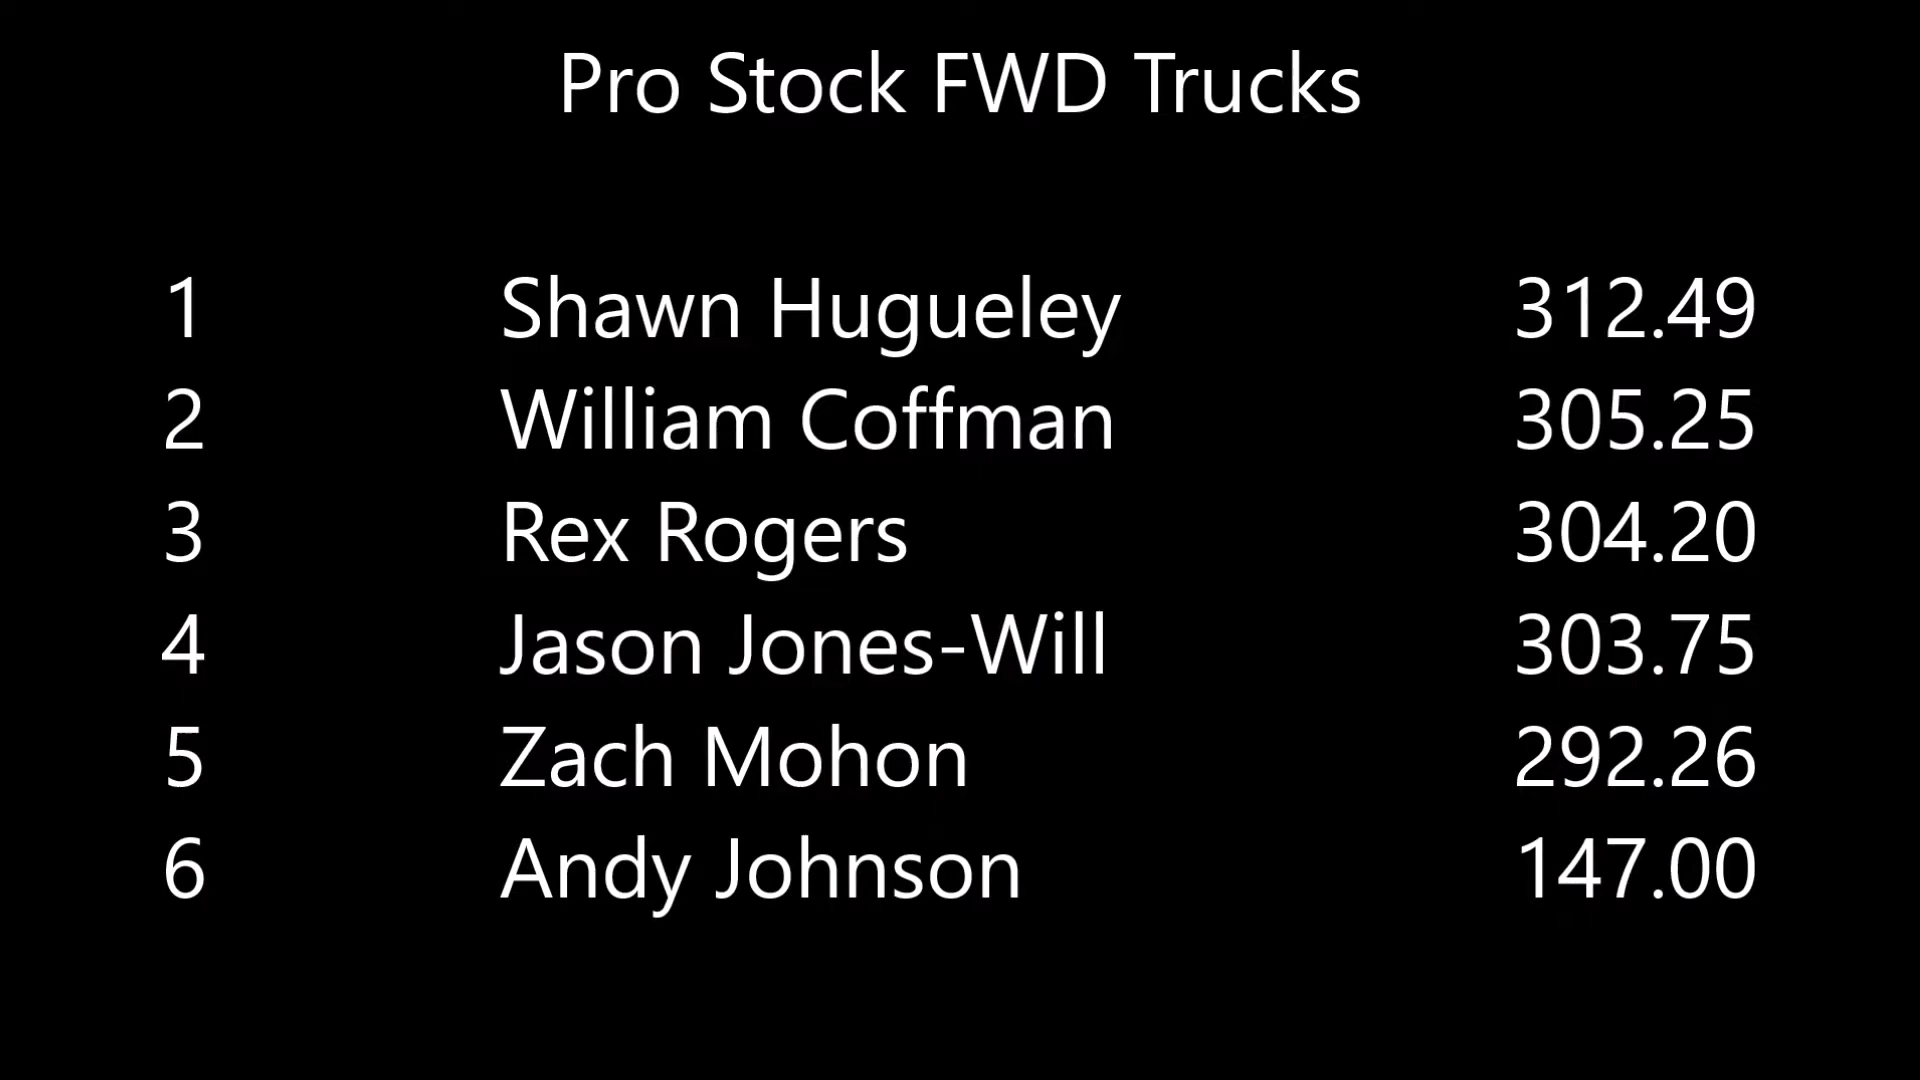 Pro Stock FWD Trucks
1 Shawn Hugueley 312.49
2 William Coffman 305.25
3 Rex Rogers 304.20
4 Jason Jones-Will 303.75
5 Zach Mohon 292.26
6 Andy Johnson 147.00